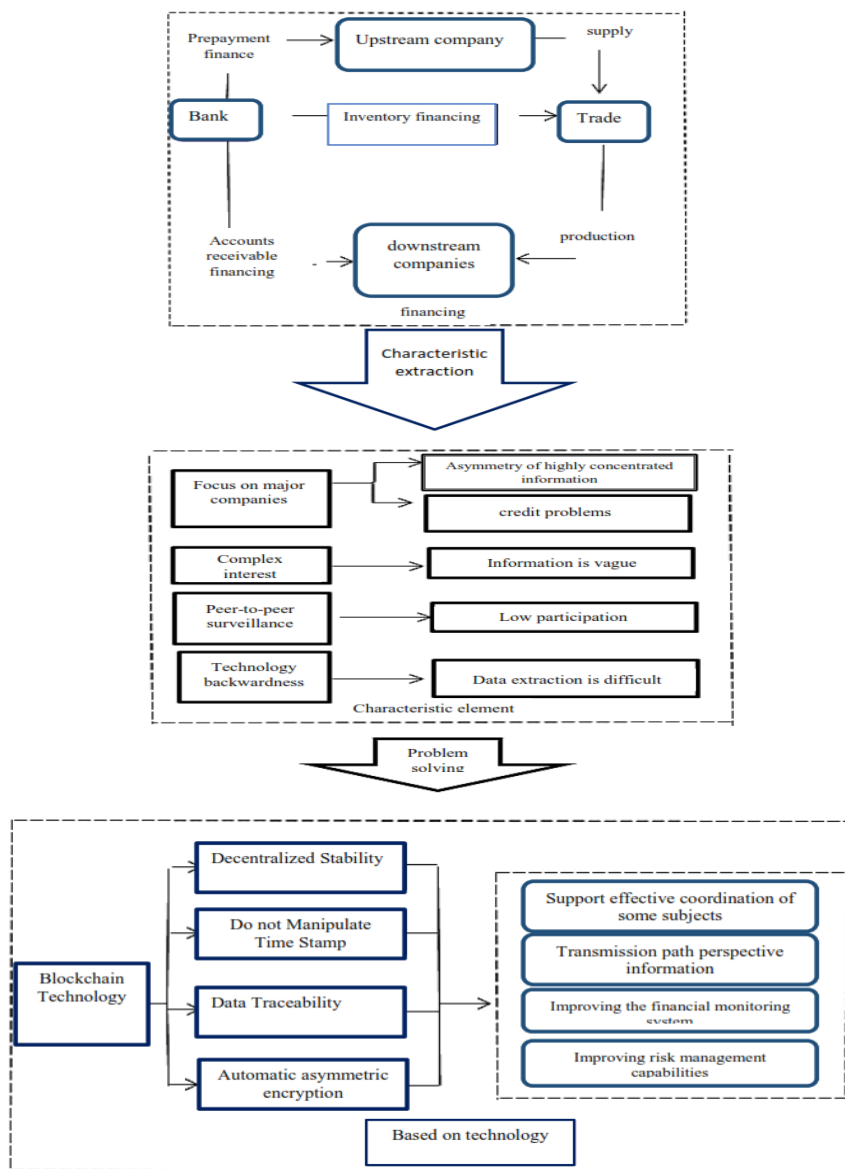 Prepayment
finance
Upstream company
supply
Bank
Inventory financing
Trade
Accounts
receivable
financing
downstream
companies
production
financing
Characteristic
extraction
Focus on major
companies
Asymmetry of highly concentrated
information
credit problems
Complex
interest
Information is vague
Peer-to-peer
surveillance
Low participation
Technology
backwardness
Data extraction is difficult
Characteristic element
Problem
solving
Decentralized Stability
Do not Manipulate
Time Stamp
Blockchain
Technology
Data Traceability
Automatic asymmetric
encryption
Support effective coordination of
some subjects
Transmission path perspective
information
Improving the financial monitoring
system
Improving risk management
capabilities
Based on technology